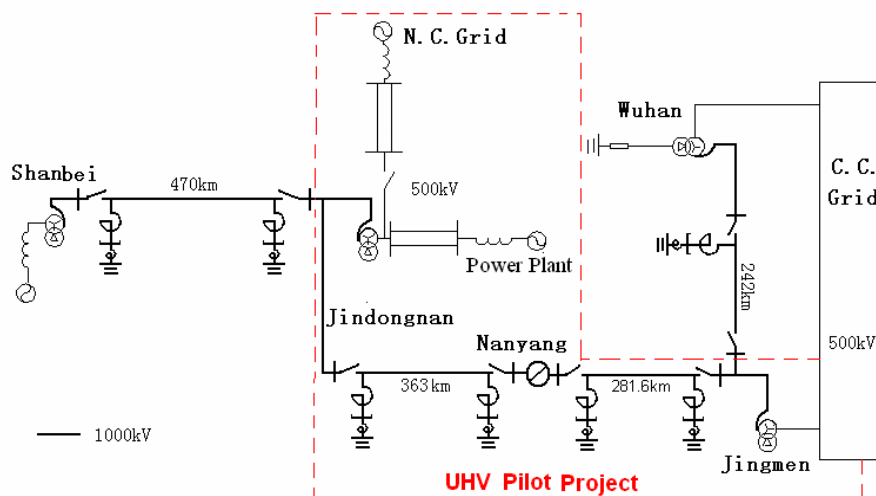 N.C.Grid
Wuhan
Shanbei
470km
500kV
C.C.
Grid
Power Plant
242km
Jindongnan
Nanyang
500kV
363km
281.6km
1000kV
Jingmen
UHV Pilot Project